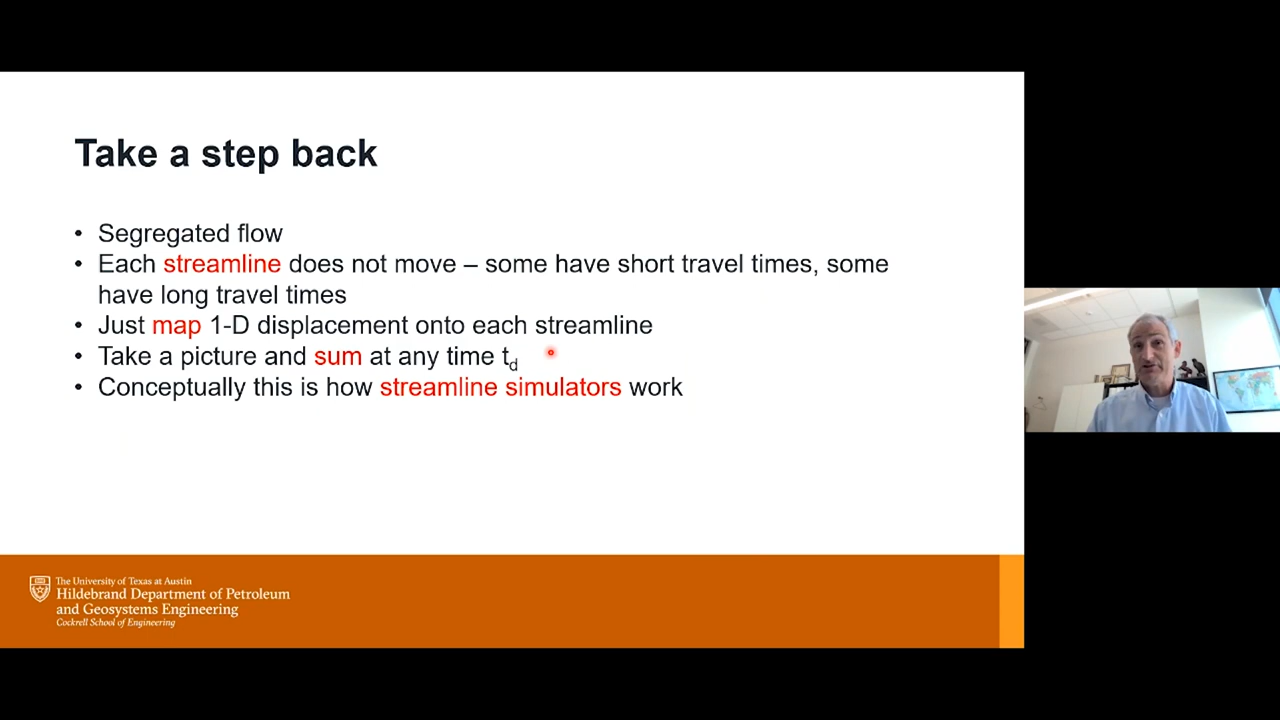 Take a step back
• Segregated flow
• Each streamline does not move – some have short travel times, some
have long travel times
• Just map 1-D displacement onto each streamline
• Take a picture and sum at any time td
• Conceptually this is how streamline simulators work
The University of Texas at Austin
Hildebrand Department of Petroleum
and Geosystems Engineering
Cockrell School of Engineering